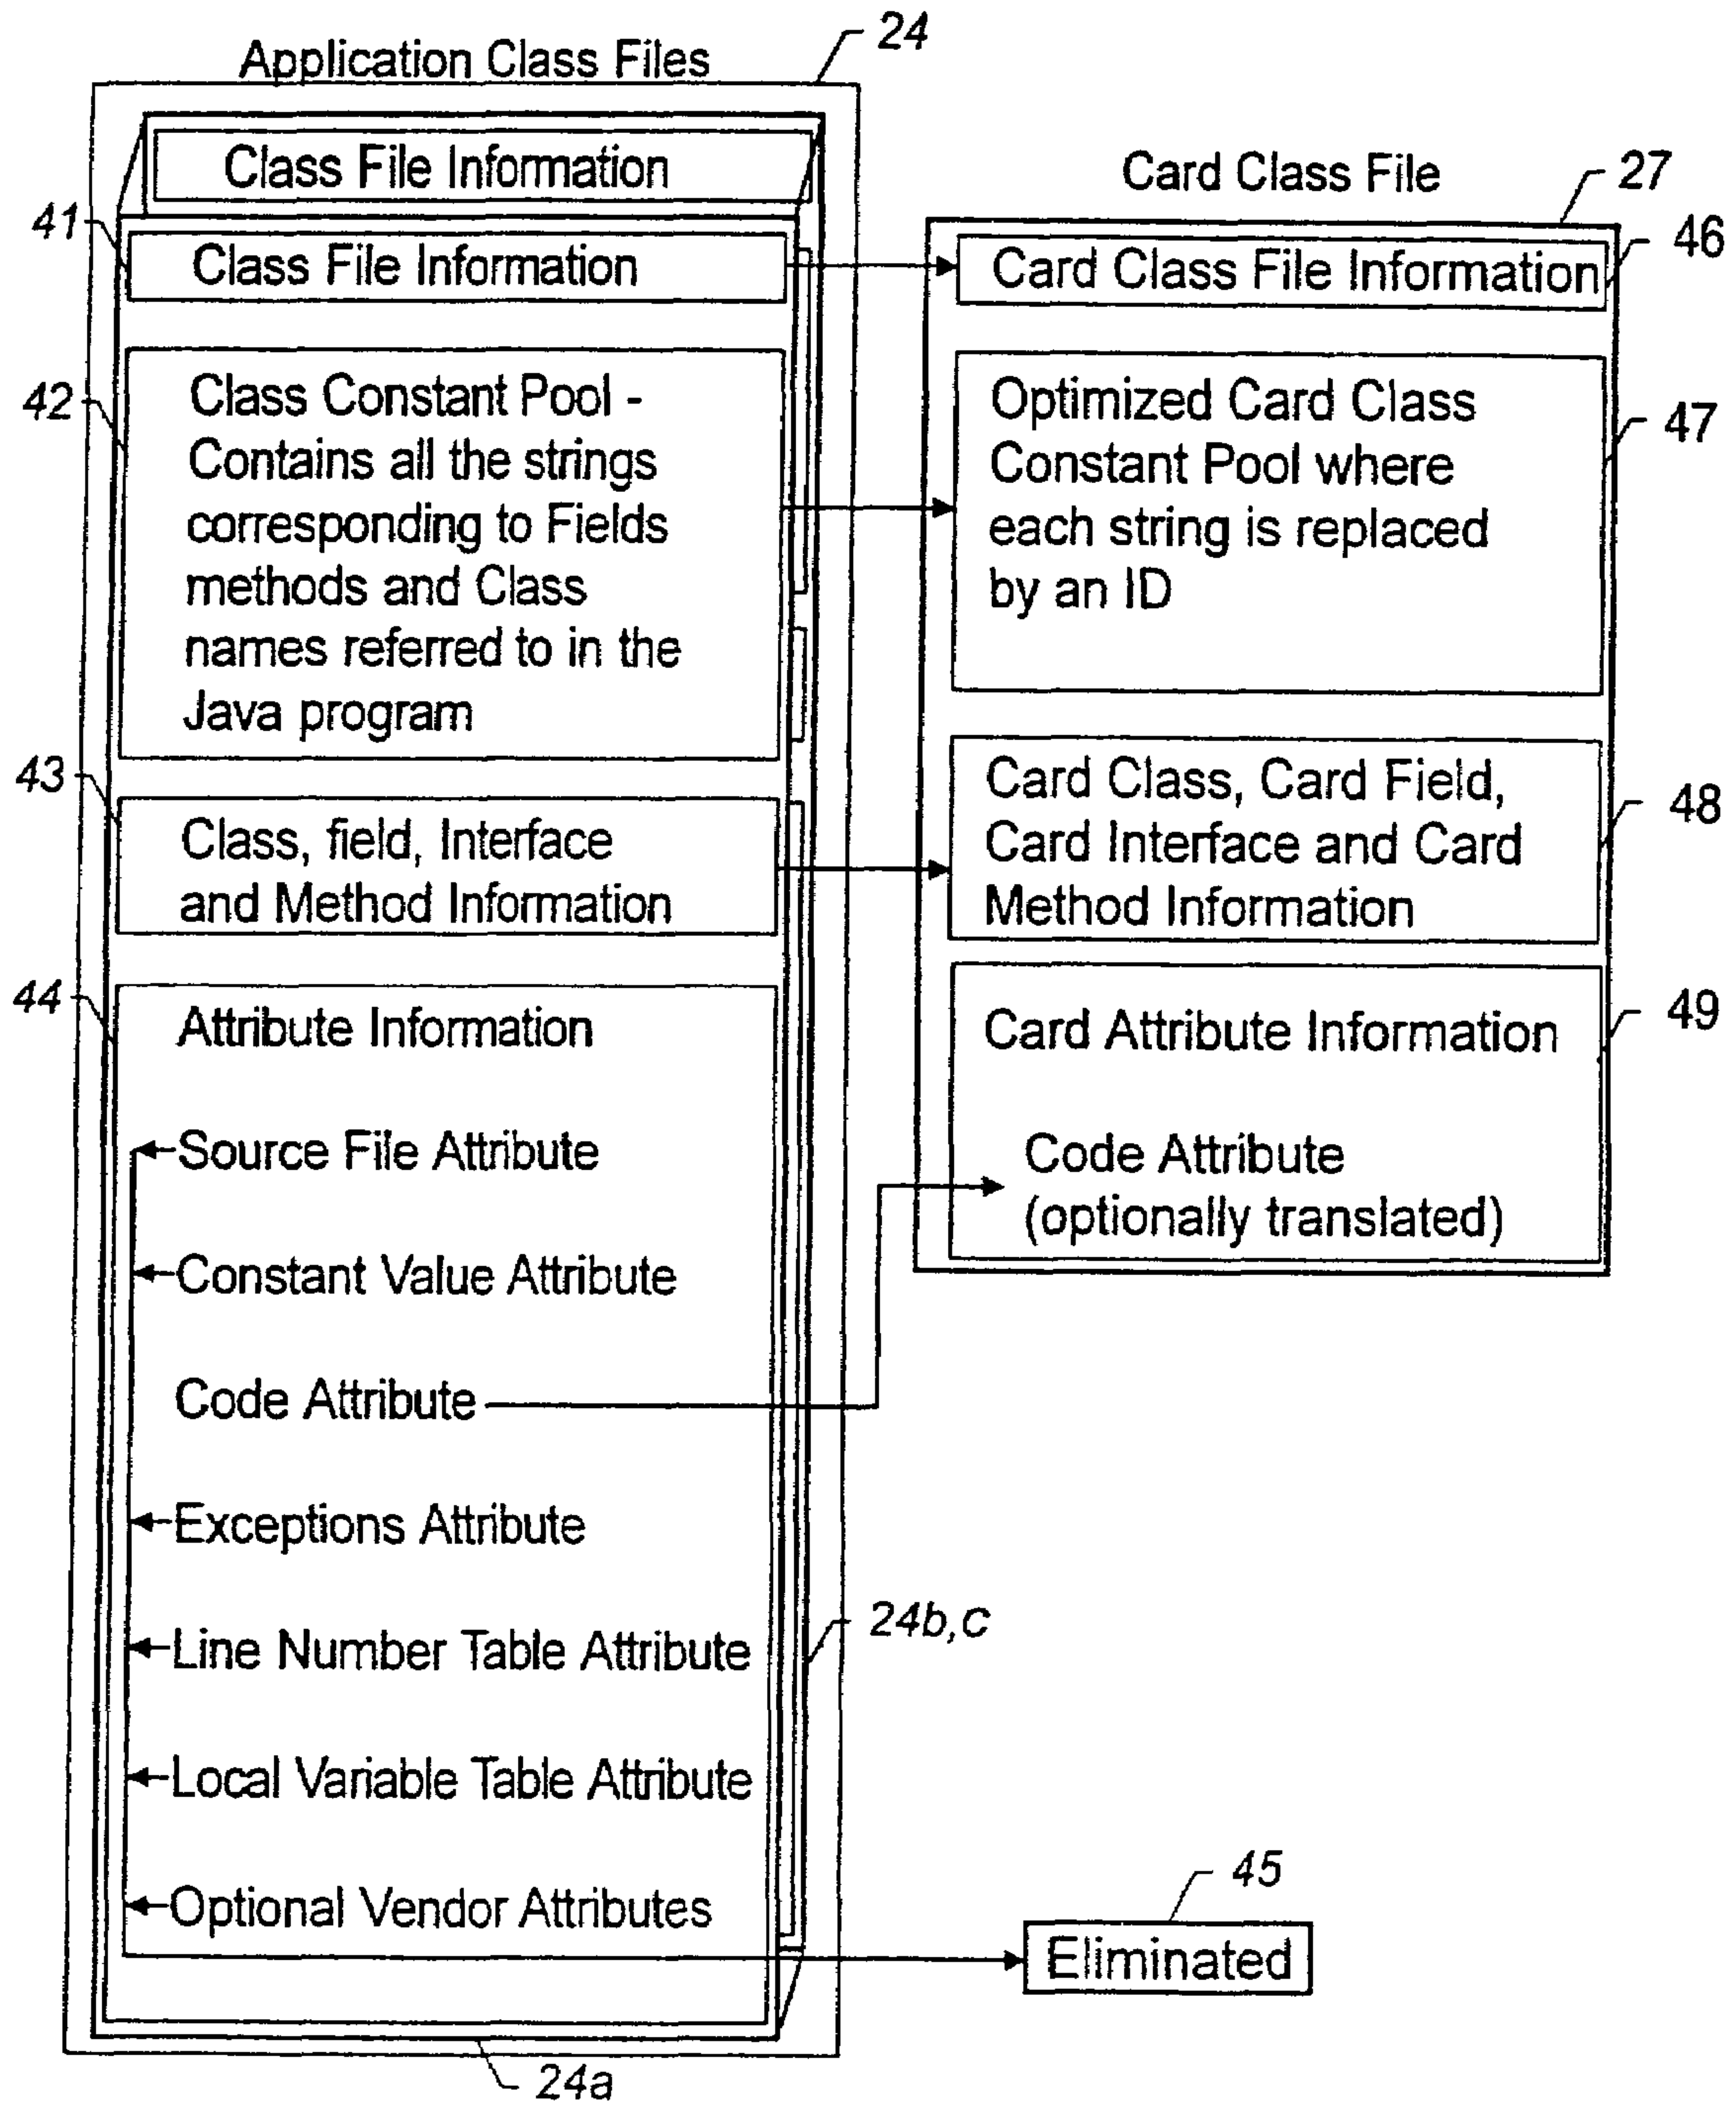 Application Class Files
24
Class File Information
41
Class File Information
42
Class Constant Pool -
Contains all the strings
corresponding to Fields
methods and Class
names referred to in the
Java program
43
Class, field, Interface
and Method Information
44
Attribute Information
Source File Attribute
Constant Value Attribute
Code Attribute
Exceptions Attribute
Line Number Table Attribute
Local Variable Table Attribute
Optional Vendor Attributes
24b,c
24a
Card Class File
27
Card Class File Information
46
Optimized Card Class
Constant Pool where
each string is replaced
by an ID
47
Card Class, Card Field,
Card Interface and Card
Method Information
48
Card Attribute Information
49
Code Attribute
(optionally translated)
45
Eliminated